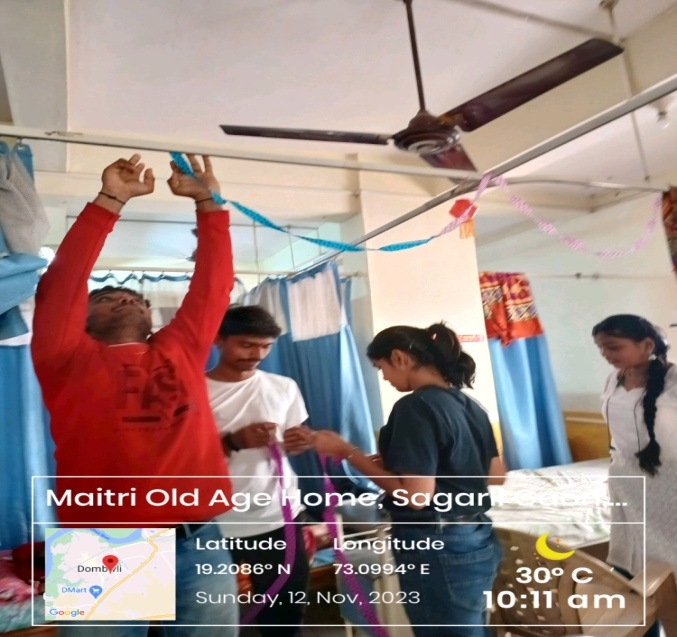 Maitri Old Age Home, Sagarli
Dombivli
DMart
Google
Latitude
Longitude
19.2086° N
73.0994° E
Sunday, 12, Nov, 2023
30° C
10:11 am